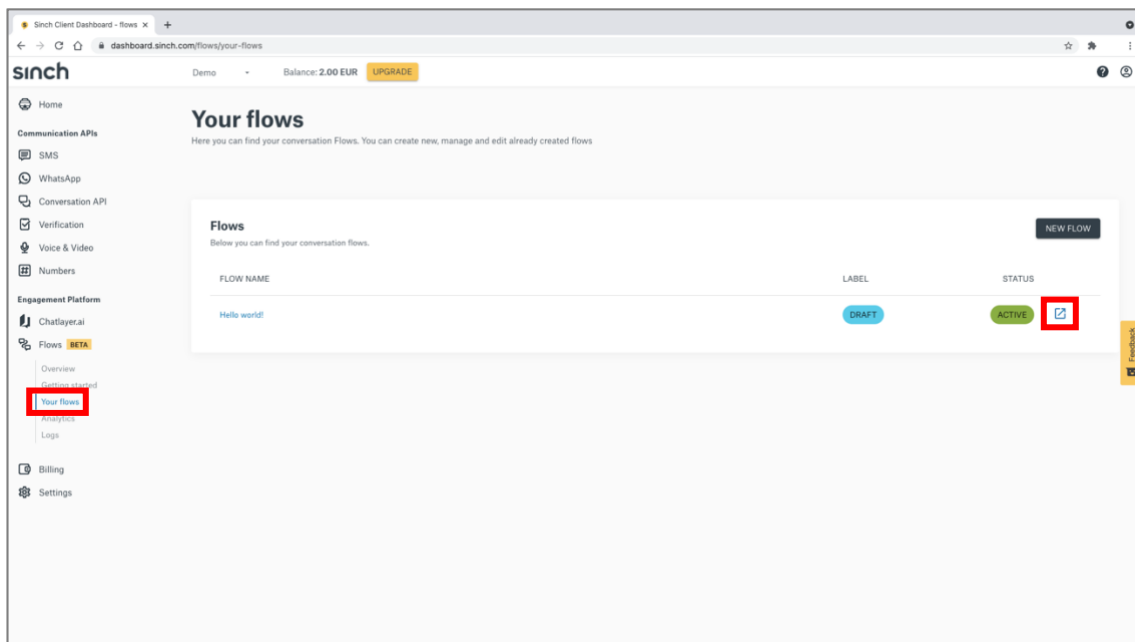 Sinch Client Dashboard - flows
dashboard.sinch.com/flows/your-flows
sinch
Demo Balance: 2.00 EUR UPGRADE
Home
Communication APIs
SMS
WhatsApp
Conversation API
Verification
Voice & Video
Numbers
Engagement Platform
Chatlayer.ai
Flows BETA
Overview
Getting started
Your flows
Analytics
Logs
Billing
Settings
Your flows
Here you can find your conversation Flows. You can create new, manage and edit already created flows
Flows
Below you can find your conversation flows.
NEW FLOW
FLOW NAME LABEL STATUS
Hello world! DRAFT ACTIVE
Feedback